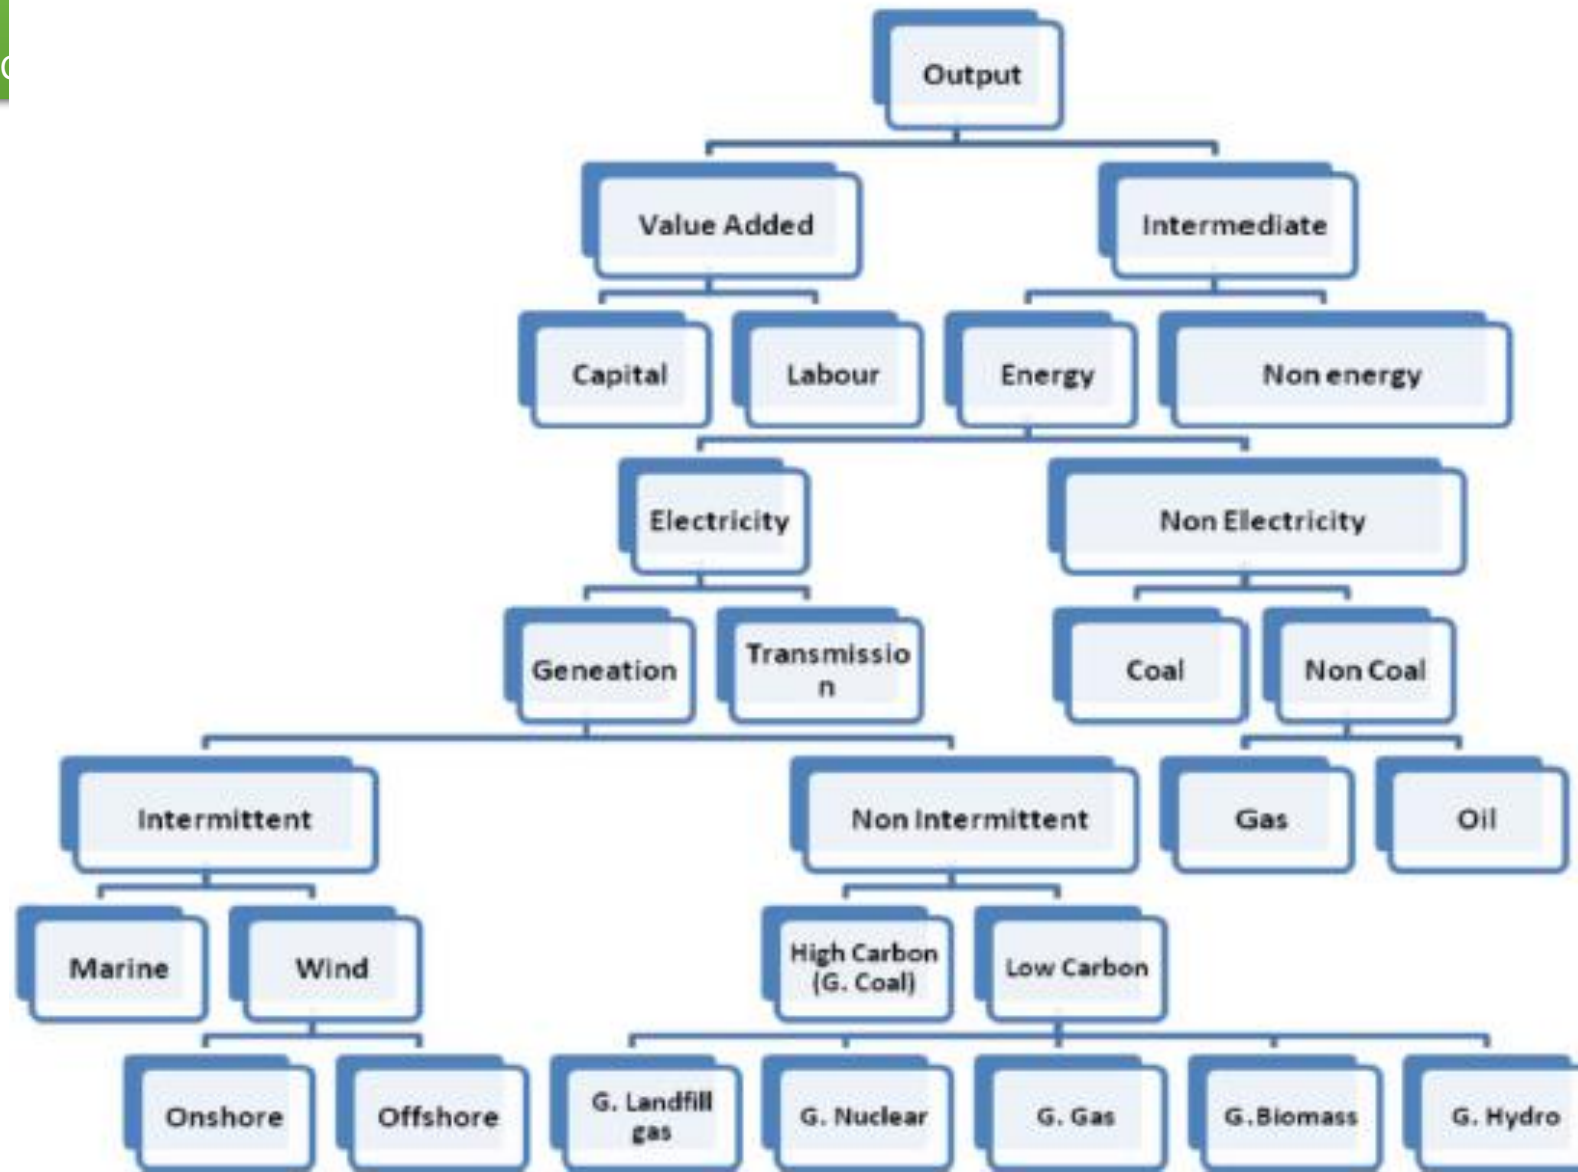 Output
Value Added
Intermediate
Capital
Labour
Energy
Non energy
Electricity
Non Electricity
Geneation
Transmissio
n
Coal
Non Coal
Intermittent
Non Intermittent
Gas
Oil
Marine
Wind
High Carbon
(G. Coal)
Low Carbon
Onshore
Offshore
G. Landfill
gas
G. Nuclear
G. Gas
G.Biomass
G. Hydro